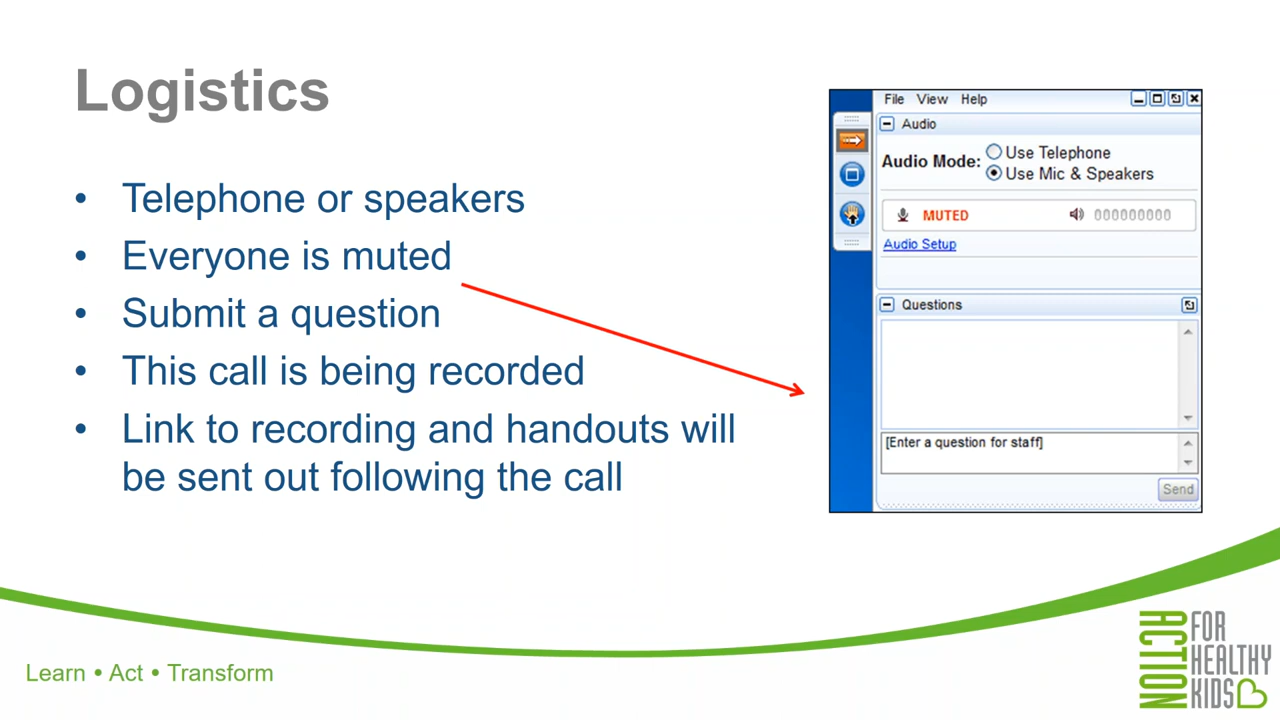 Logistics
• Telephone or speakers
• Everyone is muted
• Submit a question
• This call is being recorded
• Link to recording and handouts will
be sent out following the call
File View Help
Audio
Audio Mode: Use Telephone
Use Mic & Speakers
MUTED 000000000
Audio Setup
Questions
[Enter a question for staff]
Send
Learn • Act • Transform
ACTION
FOR
HEALTHY
KIDS